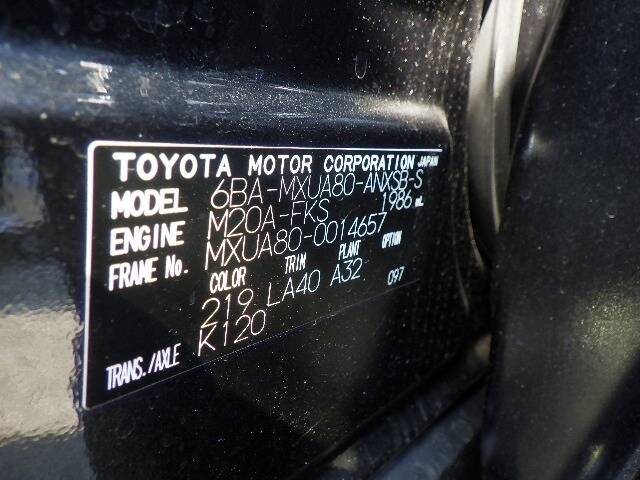 TOYOTA MOTOR CORPORATION JAPAN
MODEL 6BA-MXUA80-ANXSB-S
ENGINE M20A-FKS 1986 mL
FRAME No. MXUA80-0014657
COLOR TRIM PLANT OPTION
219 LA40 A32 097
TRANS./AXLE K120